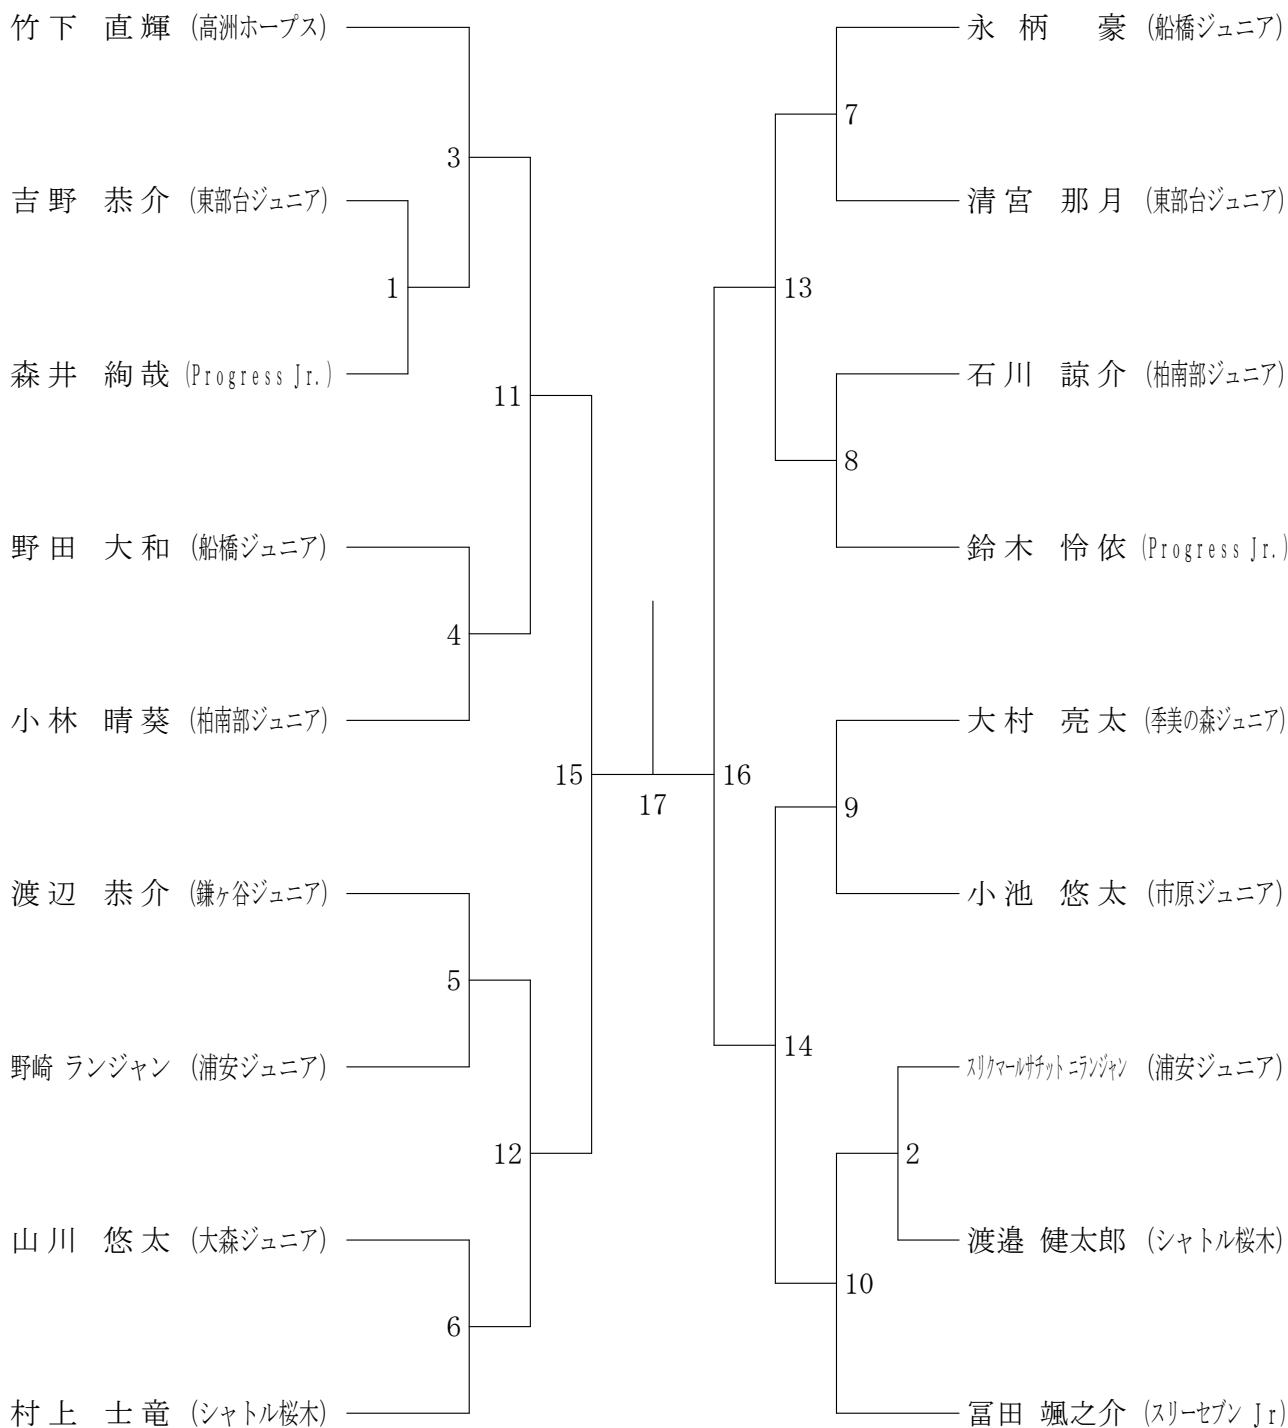 竹下 直輝 (高洲ホープス)
3
吉野 恭介 (東部台ジュニア)
1
森井 絢哉 (Progress Jr.)
11
野田 大和 (船橋ジュニア)
4
小林 晴葵 (柏南部ジュニア)
15
渡辺 恭介 (鎌ヶ谷ジュニア)
5
野崎 ランジャン (浦安ジュニア)
12
山川 悠太 (大森ジュニア)
6
村上 士竜 (シャトル桜木)
17
永柄 豪 (船橋ジュニア)
7
清宮 那月 (東部台ジュニア)
13
石川 諒介 (柏南部ジュニア)
8
鈴木 怜依 (Progress Jr.)
16
大村 亮太 (季美の森ジュニア)
9
小池 悠太 (市原ジュニア)
14
スリクマールサチット ニランジャン (浦安ジュニア)
2
渡邉 健太郎 (シャトル桜木)
10
冨田 颯之介 (スリーセブン Jr)